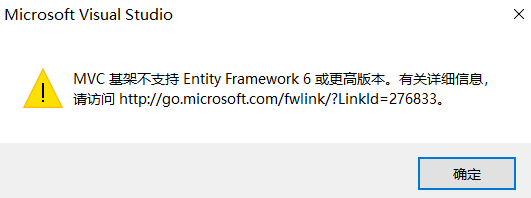 Microsoft Visual Studio
MVC 基架不支持 Entity Framework 6 或更高版本。有关详细信息，
请访问 http://go.microsoft.com/fwlink/?LinkId=276833。
确定